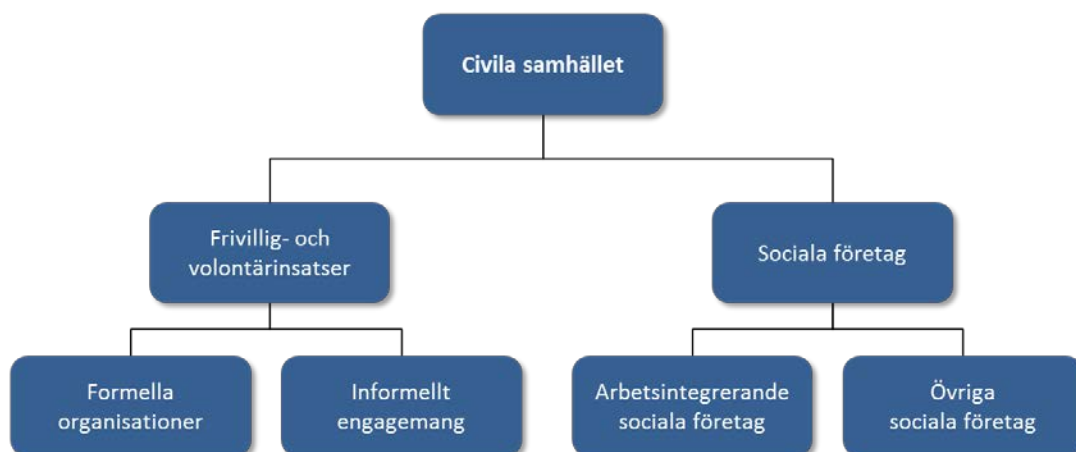 Civila samhället
Frivillig- och
volontärinsatser
Sociala företag
Formella
organisationer
Informellt
engagemang
Arbetsintegrerande
sociala företag
Övriga
sociala företag